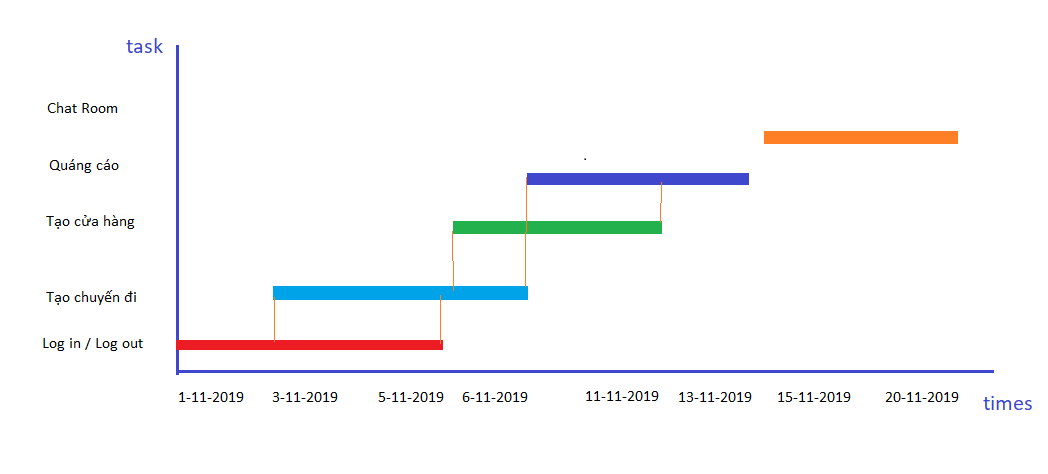 task
Chat Room
Quáng cáo
Tạo cửa hàng
Tạo chuyến đi
Log in / Log out
1-11-2019 3-11-2019 5-11-2019 6-11-2019 11-11-2019 13-11-2019 15-11-2019 20-11-2019
times